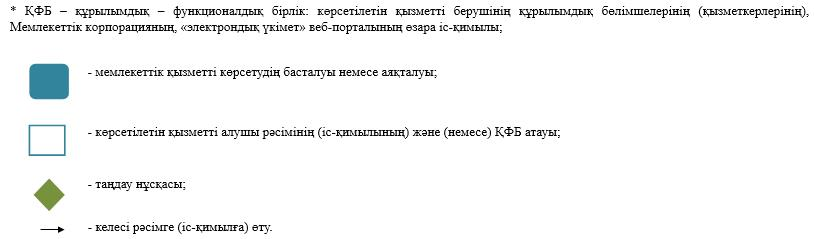 * ҚФБ – құрылымдық – функционалдық бірлік: көрсетілетін қызметті берушінің құрылымдық бөлімшелерінің (қызметкерлерінің),
Мемлекеттік корпорацияның, «электрондық үкімет» веб-порталының өзара іс-қимылы;
- мемлекеттік қызметті көрсетудің басталуы немесе аяқталуы;
- көрсетілетін қызметті алушы рәсімінің (іс-қимылының) және (немесе) ҚФБ атауы;
- таңдау нұсқасы;
- келесі рәсімге (іс-қимылға) өту.